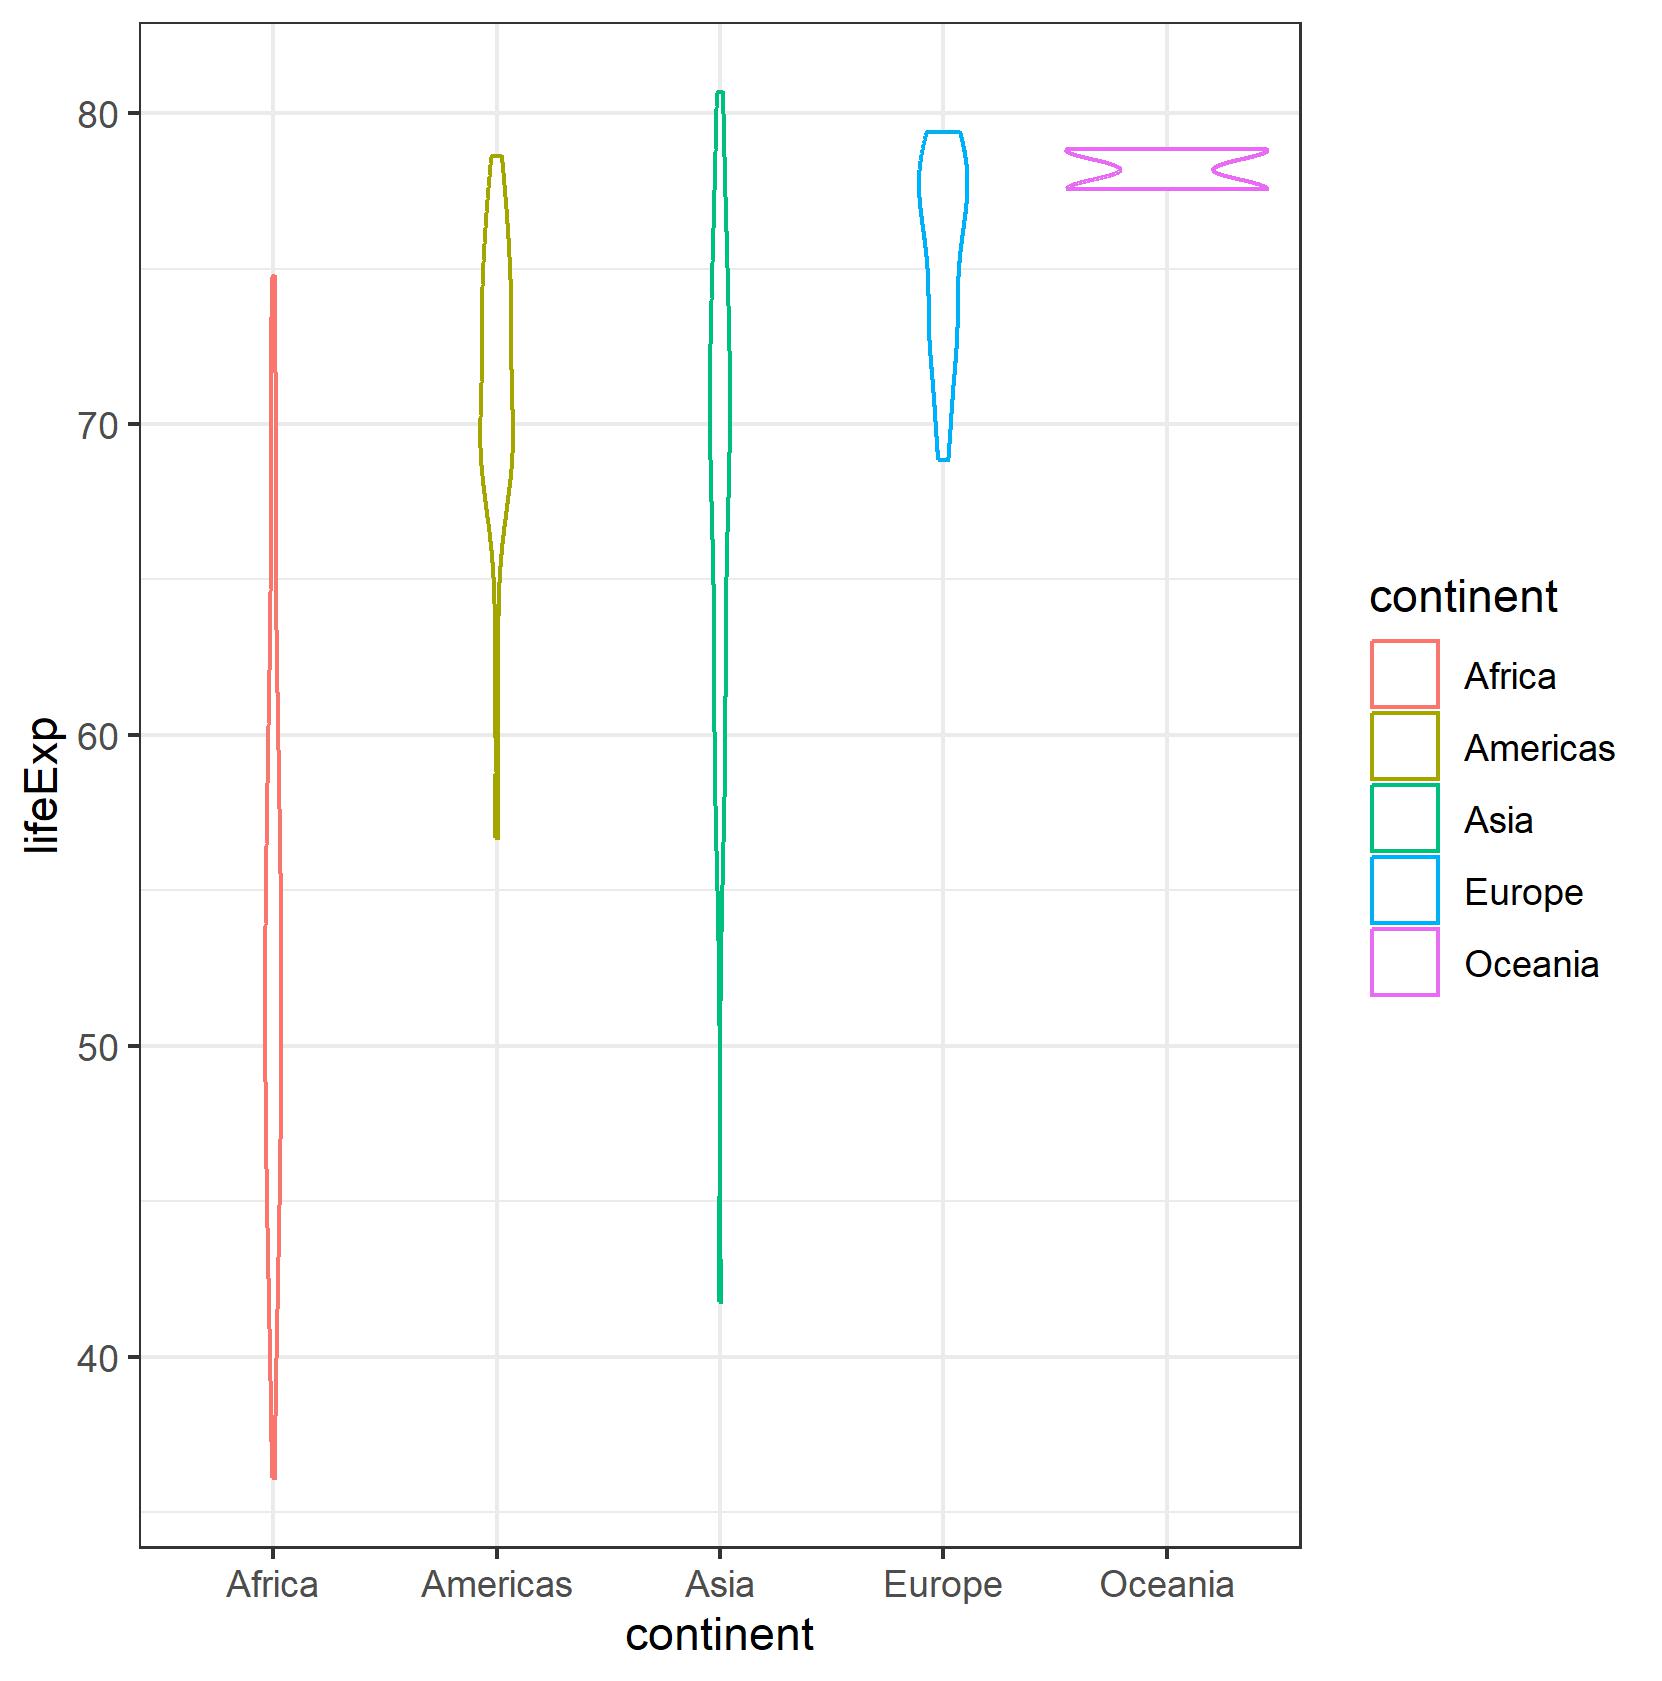 80
70
60
50
40
lifeExp
Africa Americas Asia Europe Oceania
continent
continent
Africa
Americas
Asia
Europe
Oceania